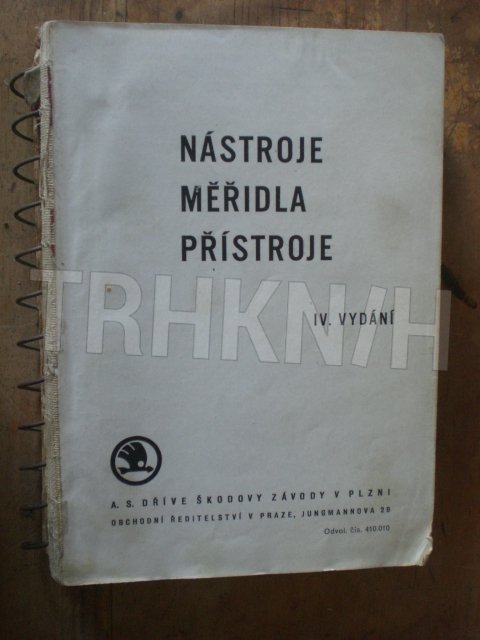 NÁSTROJE
MĚŘIDLA
PŘÍSTROJE
TRHKNIH
IV. VYDÁNÍ
A. S. DŘÍVE ŠKODOVY ZÁVODY V PLZNI
OBCHODNÍ ŘEDITELSTVÍ V PRAZE, JUNGMANNOVA 29
Odvol. čís. 410.010